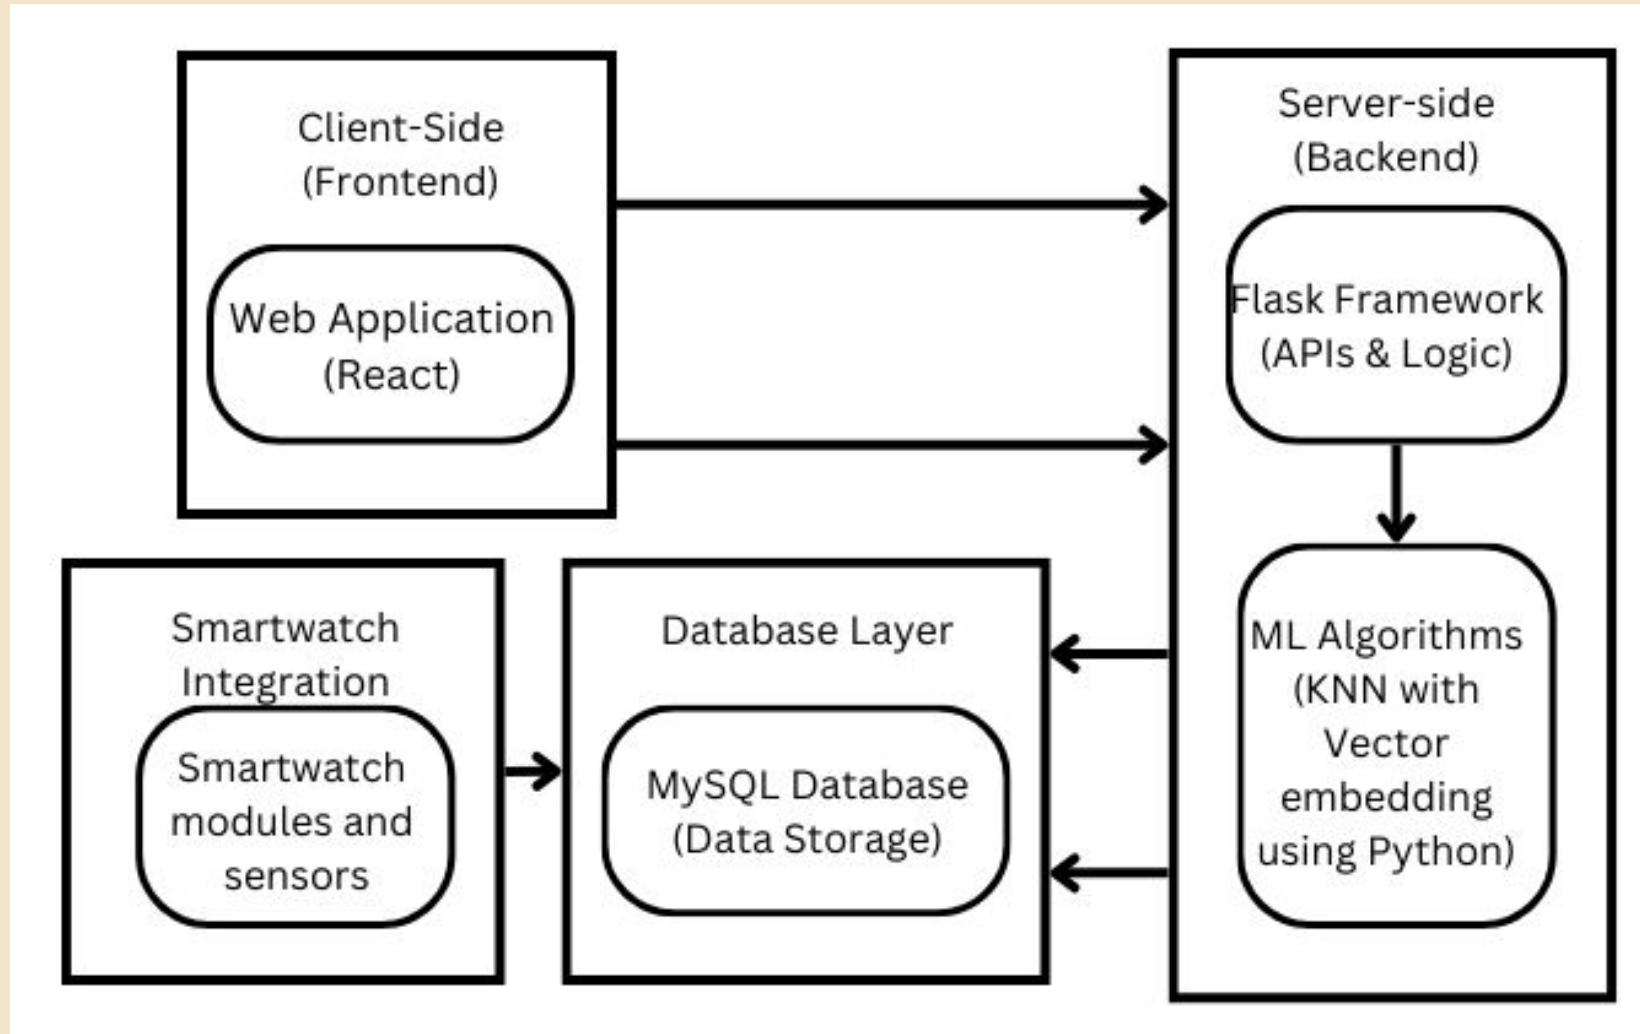 Client-Side
(Frontend)
Web Application
(React)
Server-side
(Backend)
Flask Framework
(APIs & Logic)
ML Algorithms
(KNN with
Vector
embedding
using Python)
Smartwatch
Integration
Smartwatch
modules and
sensors
Database Layer
MySQL Database
(Data Storage)